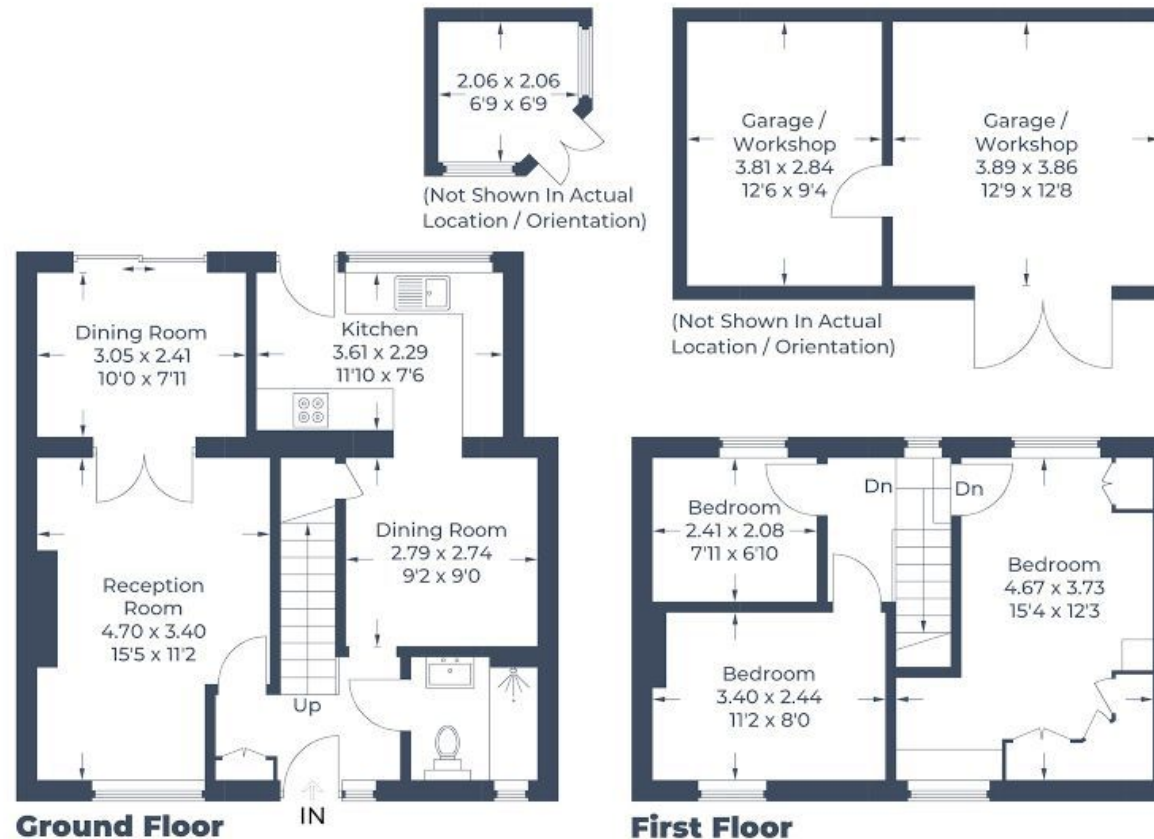 2.06 x 2.06
6'9 x 6'9
(Not Shown In Actual
Location / Orientation)
Garage /
Workshop
3.81 x 2.84
12'6 x 9'4
Garage /
Workshop
3.89 x 3.86
12'9 x 12'8
(Not Shown In Actual
Location / Orientation)
Dining Room
3.05 x 2.41
10'0 x 7'11
Kitchen
3.61 x 2.29
11'10 x 7'6
Reception
Room
4.70 x 3.40
15'5 x 11'2
Dining Room
2.79 x 2.74
9'2 x 9'0
Up
IN
Ground Floor
Bedroom
2.41 x 2.08
7'11 x 6'10
Dn
Dn
Bedroom
4.67 x 3.73
15'4 x 12'3
Bedroom
3.40 x 2.44
11'2 x 8'0
First Floor